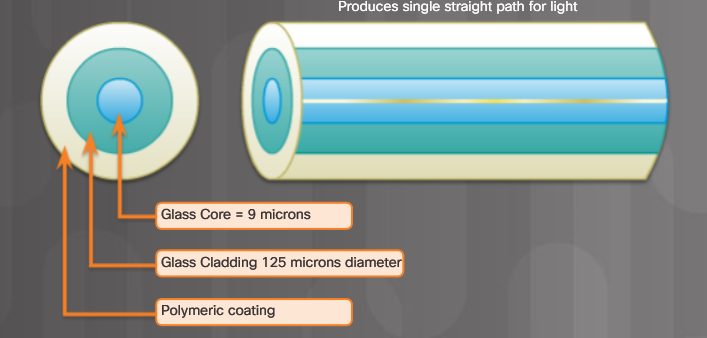 Produces single straight path for light
Glass Core = 9 microns
Glass Cladding 125 microns diameter
Polymeric coating